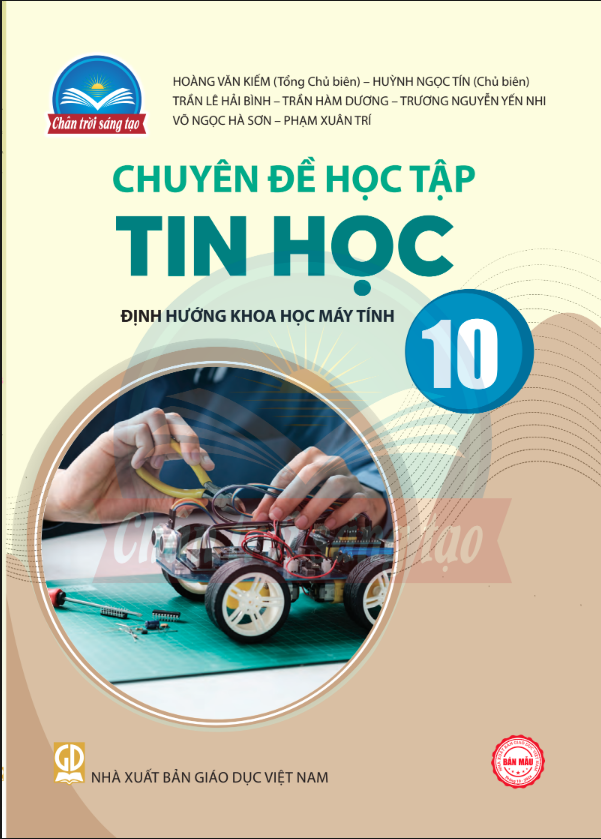 HOÀNG VĂN KIẾM (Tổng Chủ biên) – HUỲNH NGỌC TÍN (Chủ biên)
TRẦN LÊ HẢI BÌNH – TRẦN HÀM DƯƠNG – TRƯƠNG NGUYỄN YẾN NHI
VÕ NGỌC HÀ SƠN – PHẠM XUÂN TRÍ
Chân trời sáng tạo
CHUYÊN ĐỀ HỌC TẬP
TIN HỌC
ĐỊNH HƯỚNG KHOA HỌC MÁY TÍNH
10
Chân trời sáng tạo
GD
NHÀ XUẤT BẢN GIÁO DỤC VIỆT NAM
BẢN MẪU